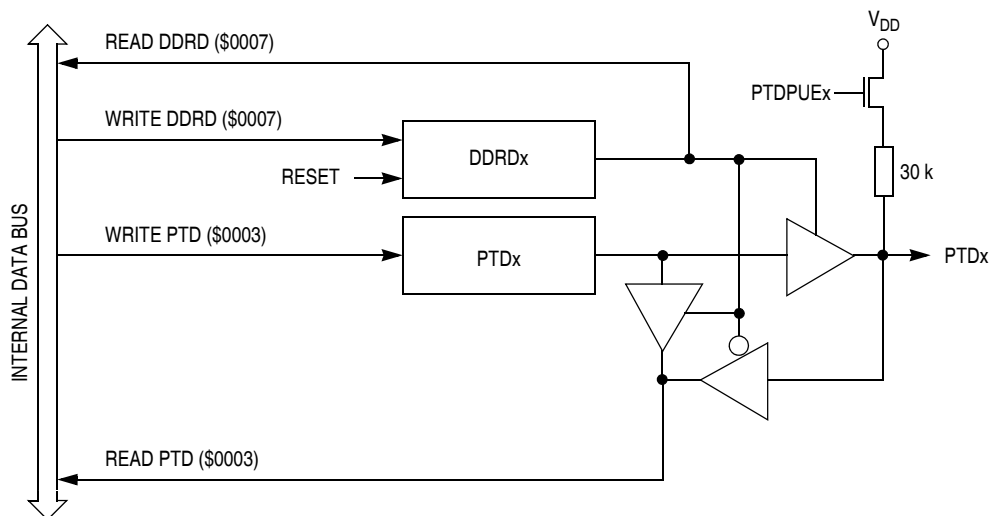 READ DDRD ($0007)
V_DD
PTDPUEx
WRITE DDRD ($0007)
DDRDx
RESET
30 k
WRITE PTD ($0003)
PTDx
PTDx
INTERNAL DATA BUS
READ PTD ($0003)